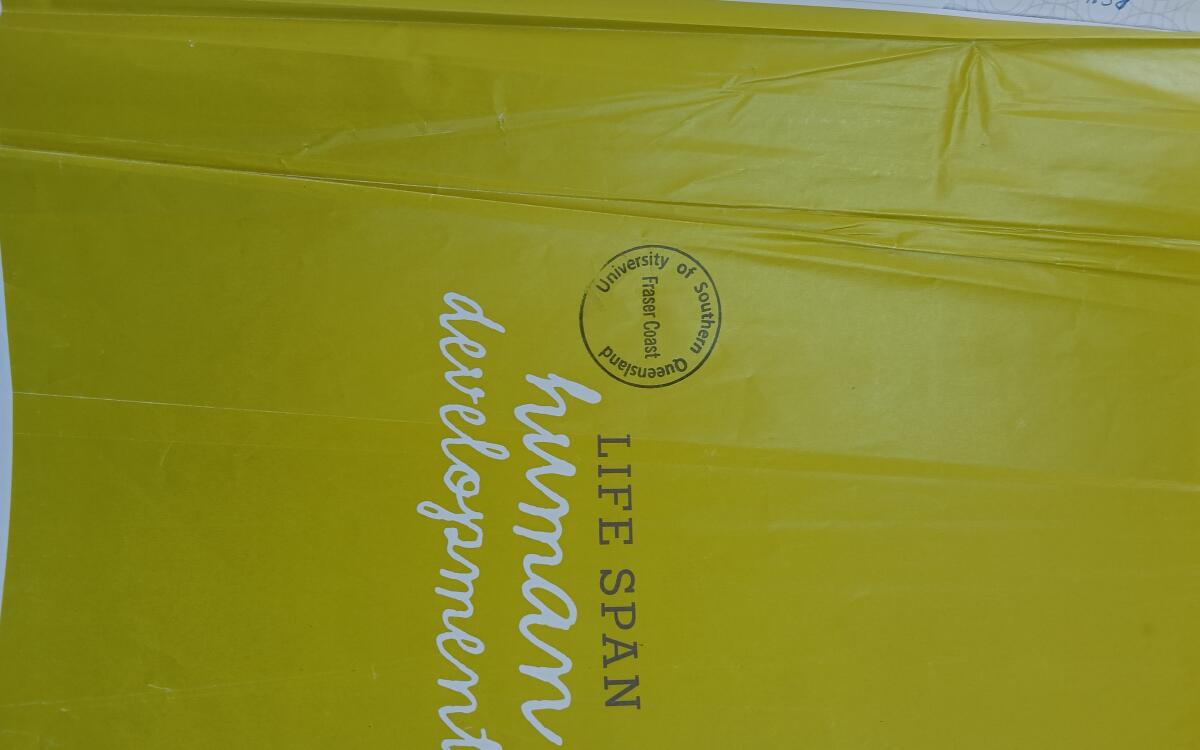 University of Southern Queensland
Fraser Coast
LIFE SPAN
human
development